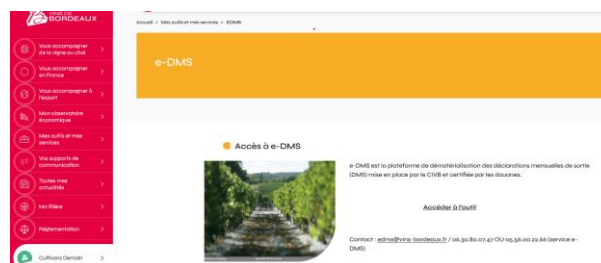 VINS DE
BORDEAUX
Accueil > Mes outils et mes services > EDMS
Vous accompagner
de la vigne au chai
Vous accompagner
en France
Vous accompagner à
l'export
Mon observatoire
économique
Mes outils et mes
services
Vos supports de
communication
Toutes mes
actualités
Ma filière
Réglementation
Cultivons Demain
e-DMS
Accès à e-DMS
e-DMS est la plateforme de dématérialisation des déclarations mensuelles de sortie
(DMS) mise en place par le CIVB et certifiée par les douanes.
Accéder à l'outil
Contact : edms@vins-bordeaux.fr / 06.30.80.07.47 OU 05.56.00.22.66 (service e-
DMS)